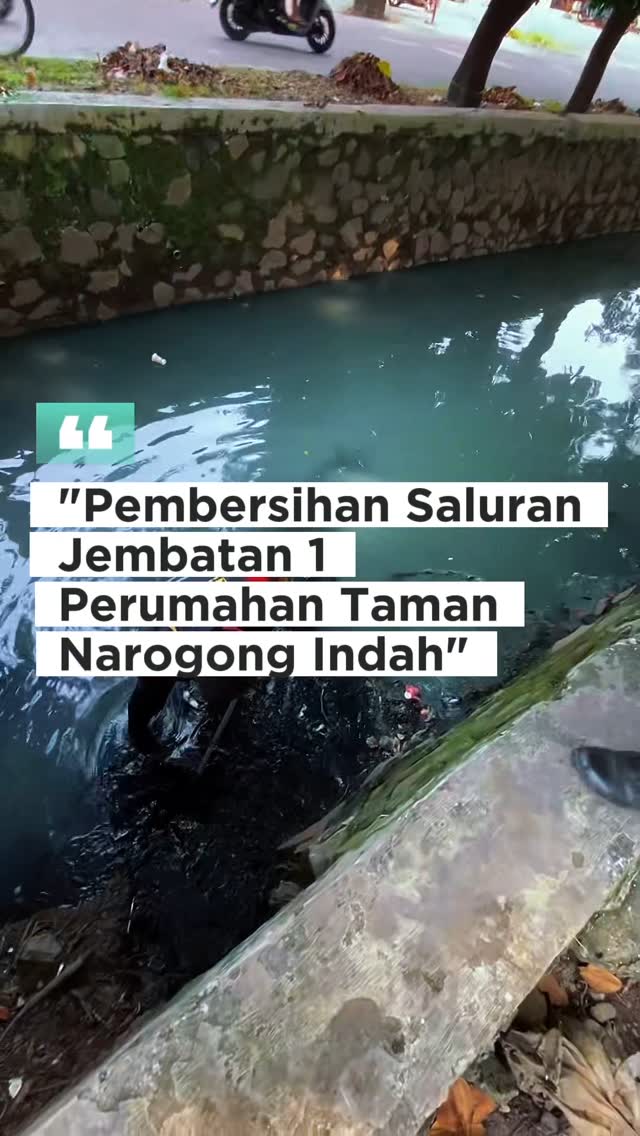 ❝
"Pembersihan Saluran
Jembatan 1
Perumahan Taman
Narogong Indah"